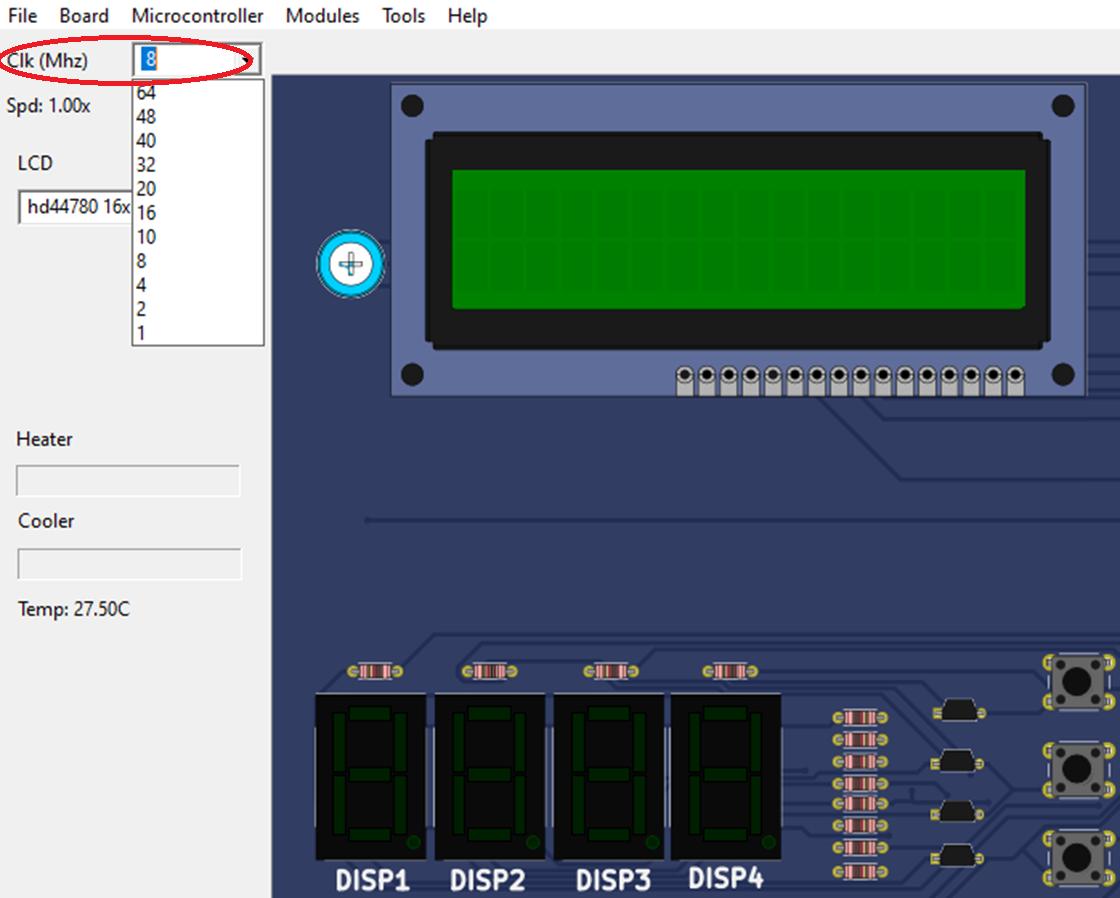 File Board Microcontroller Modules Tools Help
Clk (Mhz) 8
64
Spd: 1.00x
48
40
LCD
32
20
hd44780 16x
16
10
8
4
2
1
Heater
Cooler
Temp: 27.50C
DISP1 DISP2 DISP3 DISP4